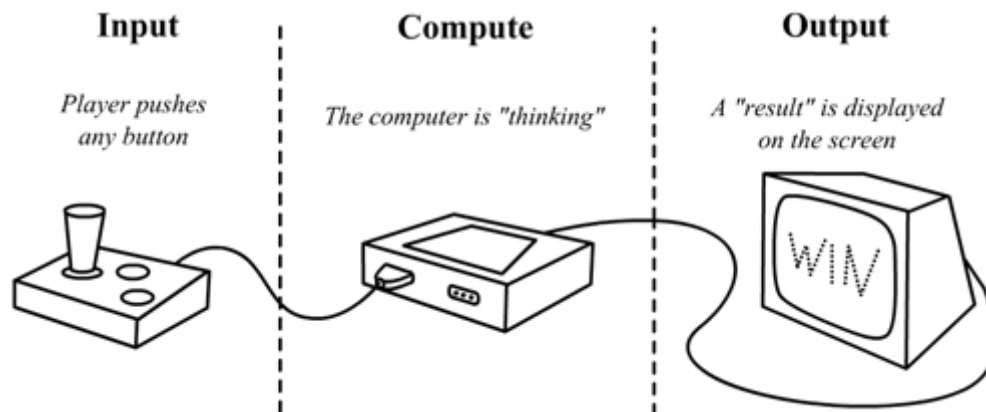 Input
Player pushes
any button
Compute
The computer is "thinking"
Output
A "result" is displayed
on the screen
WIN